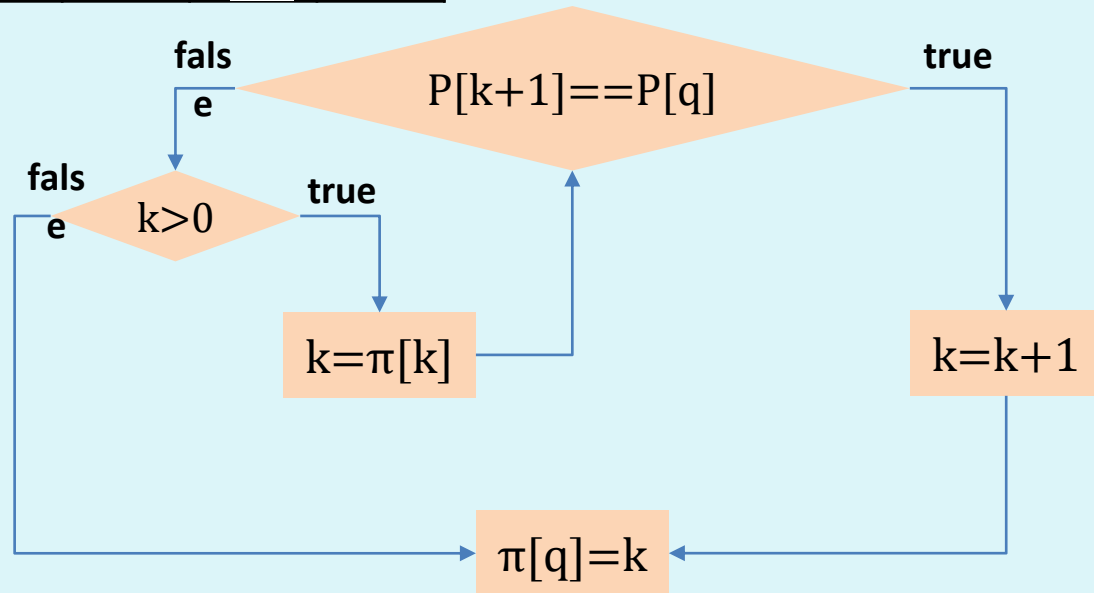 fals
e
P[k+1]==P[q]
true
fals
e
k>0
true
k=π[k]
k=k+1
π[q]=k